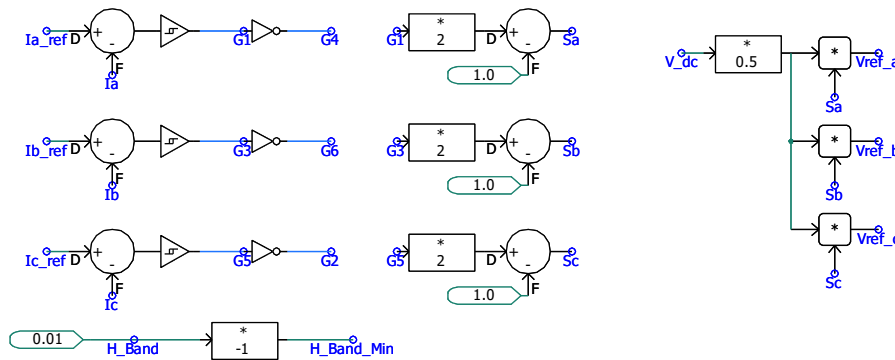 Ia_ref D + - F Ia G1 G4 G1 * 2 D + - F 1.0 Sa
V_dc * 0.5 * Vref_a Sa
Ib_ref D + - F Ib G3 G6 G3 * 2 D + - F 1.0 Sb
* Vref_b Sb
Ic_ref D + - F Ic G5 G2 G5 * 2 D + - F 1.0 Sc
* Sc
0.01 H_Band * -1 H_Band_Min